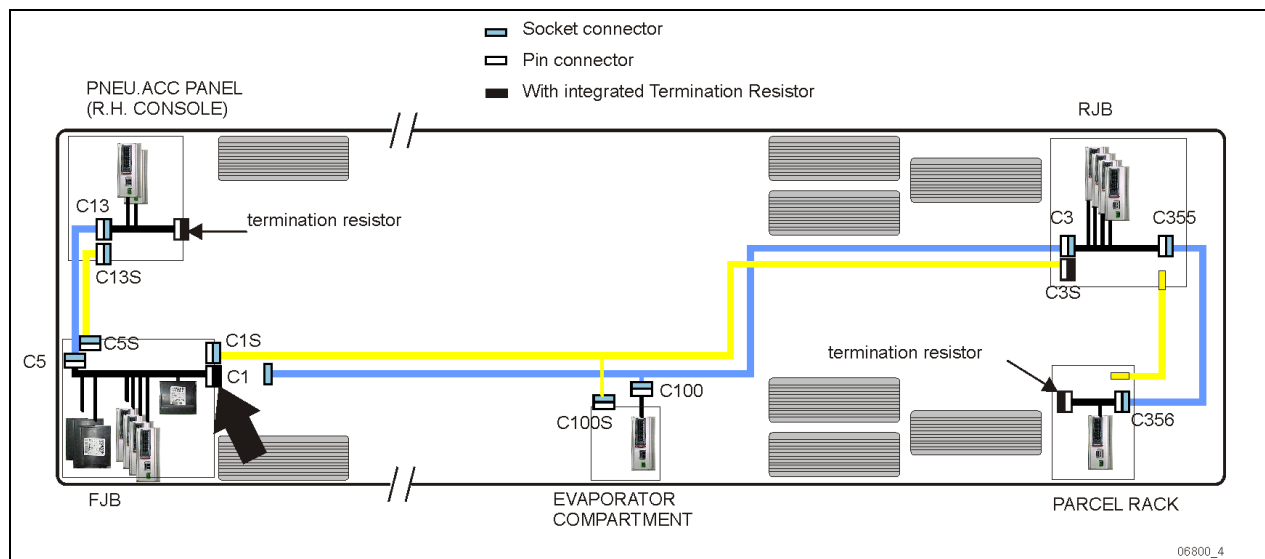 Socket connector
Pin connector
With integrated Termination Resistor
PNEU.ACC PANEL
(R.H. CONSOLE)
RJB
C13
termination resistor
C3
C355
C13S
C3S
C5
C5S
C1S
C1
termination resistor
C100
C100S
C356
FJB
EVAPORATOR
COMPARTMENT
PARCEL RACK
06800_4